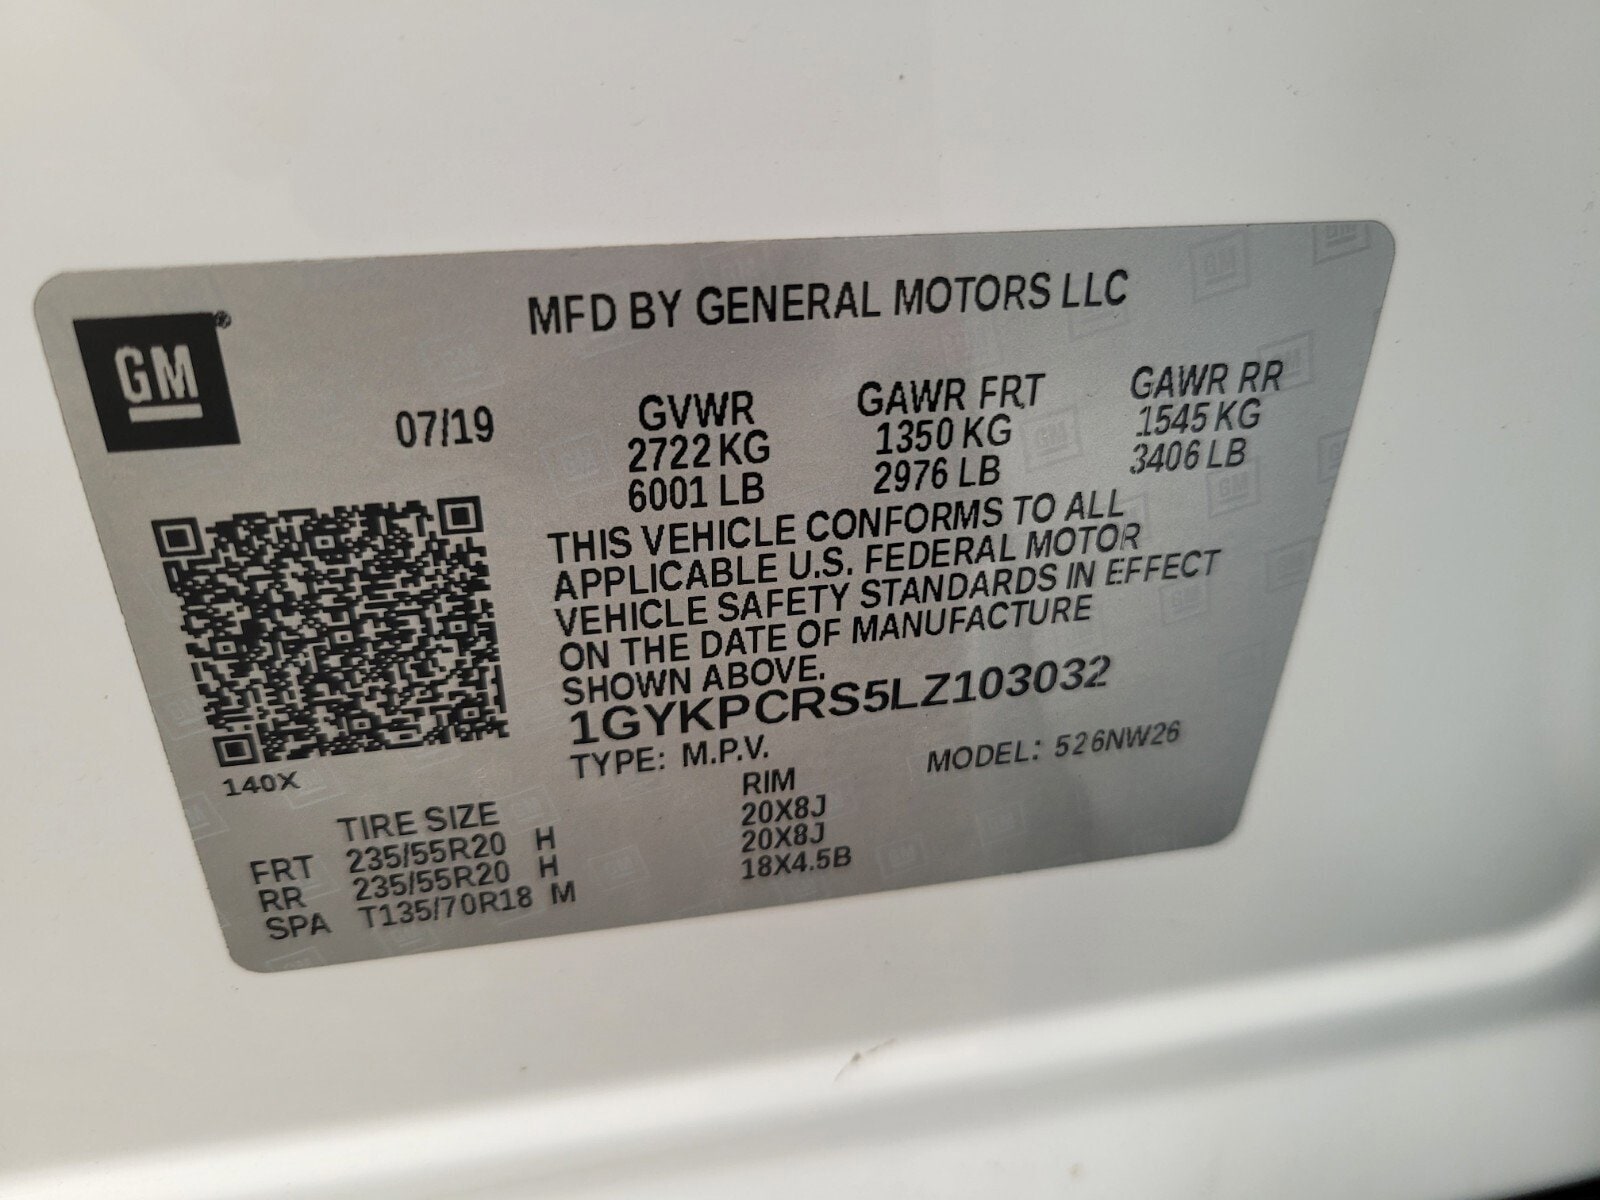 MFD BY GENERAL MOTORS LLC
GM®
07/19
GVWR
2722 KG
6001 LB
GAWR FRT
1350 KG
2976 LB
GAWR RR
1545 KG
3406 LB
THIS VEHICLE CONFORMS TO ALL
APPLICABLE U.S. FEDERAL MOTOR
VEHICLE SAFETY STANDARDS IN EFFECT
ON THE DATE OF MANUFACTURE
SHOWN ABOVE.
1GYKPCRS5LZ103032
TYPE: M.P.V. MODEL: 526NW26
140X
TIRE SIZE RIM
FRT 235/55R20 H 20X8J
RR 235/55R20 H 20X8J
SPA T135/70R18 M 18X4.5B